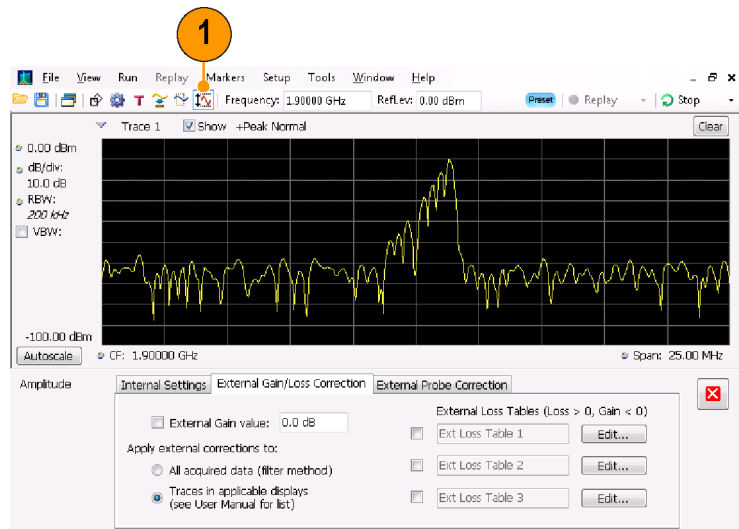 1
File View Run Replay Markers Setup Tools Window Help
T Frequency: 1.90000 GHz RefLev: 0.00 dBm Preset Replay Stop
Trace 1 Show +Peak Normal Clear
0.00 dBm
dB/div:
10.0 dB
RBW:
200 kHz
VBW:
-100.00 dBm
Autoscale CF: 1.90000 GHz Span: 25.00 MHz
Amplitude Internal Settings External Gain/Loss Correction External Probe Correction
External Loss Tables (Loss > 0, Gain < 0)
External Gain value: 0.0 dB
Ext Loss Table 1 Edit...
Apply external corrections to:
All acquired data (filter method)
Ext Loss Table 2 Edit...
Traces in applicable displays
(see User Manual for list)
Ext Loss Table 3 Edit...